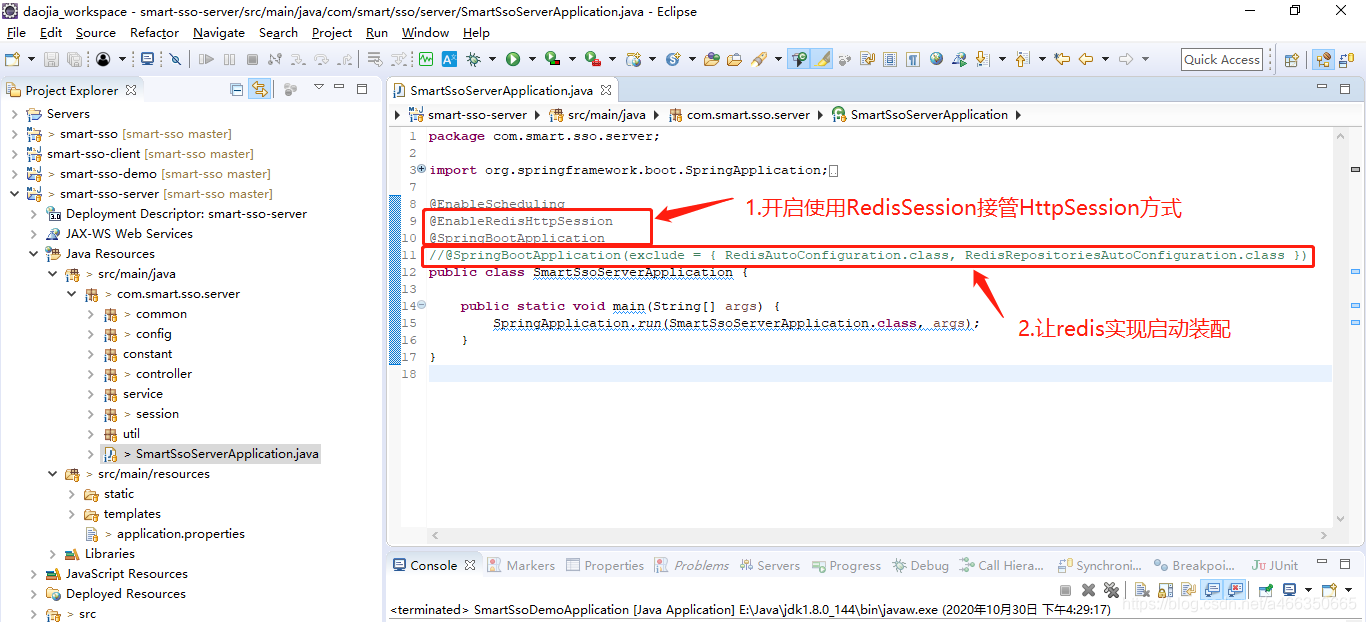 daojia_workspace - smart-sso-server/src/main/java/com/smart/sso/server/SmartSsoServerApplication.java - Eclipse
File Edit Source Refactor Navigate Search Project Run Window Help
Quick Access
Project Explorer
SmartSsoServerApplication.java
smart-sso-server src/main/java com.smart.sso.server SmartSsoServerApplication
Servers
> smart-sso [smart-sso master]
smart-sso-client [smart-sso master]
> smart-sso-demo [smart-sso master]
> smart-sso-server [smart-sso master]
Deployment Descriptor: smart-sso-server
JAX-WS Web Services
Java Resources
> src/main/java
> com.smart.sso.server
> common
> config
constant
> controller
service
> session
util
> SmartSsoServerApplication.java
> src/main/resources
static
templates
> application.properties
Libraries
JavaScript Resources
Deployed Resources
> src
1 package com.smart.sso.server;
2
3 import org.springframework.boot.SpringApplication;
7
8 @EnableScheduling
9 @EnableRedisHttpSession
10 @SpringBootApplication
11 //@SpringBootApplication(exclude = { RedisAutoConfiguration.class, RedisRepositoriesAutoConfiguration.class })
12 public class SmartSsoServerApplication {
13
14 public static void main(String[] args) {
15 SpringApplication.run(SmartSsoServerApplication.class, args);
16 }
17 }
18
1.开启使用RedisSession接管HttpSession方式
2.让redis实现启动装配
Console Markers Properties Problems Servers Progress Debug Call Hiera... Synchroni... Breakpoi... JUnit
<terminated> SmartSsoDemoApplication [Java Application] E:\Java\jdk1.8.0_144\bin\javaw.exe (2020年10月30日 下午4:29:17)
https://blog.csdn.net/a466350665